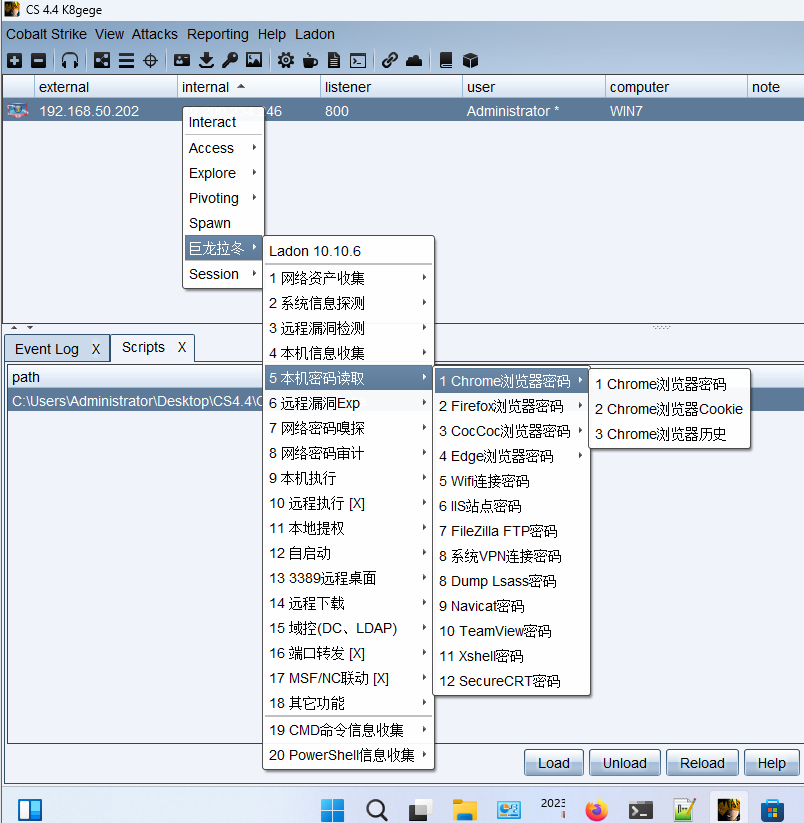 CS 4.4 K8gege
Cobalt Strike View Attacks Reporting Help Ladon
external internal listener user computer note
192.168.50.202 46 800 Administrator * WIN7
Interact
Access
Explore
Pivoting
Spawn
巨龙拉冬
Session
Ladon 10.10.6
1 网络资产收集
2 系统信息探测
3 远程漏洞检测
4 本机信息收集
5 本机密码读取
6 远程漏洞Exp
7 网络密码嗅探
8 网络密码审计
9 本机执行
10 远程执行 [X]
11 本地提权
12 自启动
13 3389远程桌面
14 远程下载
15 域控(DC、LDAP)
16 端口转发 [X]
17 MSF/NC联动 [X]
18 其它功能
19 CMD命令信息收集
20 PowerShell信息收集
1 Chrome浏览器密码
2 Firefox浏览器密码
3 CocCoc浏览器密码
4 Edge浏览器密码
5 Wifi连接密码
6 IIS站点密码
7 FileZilla FTP密码
8 系统VPN连接密码
8 Dump Lsass密码
9 Navicat密码
10 TeamView密码
11 Xshell密码
12 SecureCRT密码
1 Chrome浏览器密码
2 Chrome浏览器Cookie
3 Chrome浏览器历史
Event Log X Scripts X
path
C:\Users\Administrator\Desktop\CS4.4\C
Load Unload Reload Help
2023